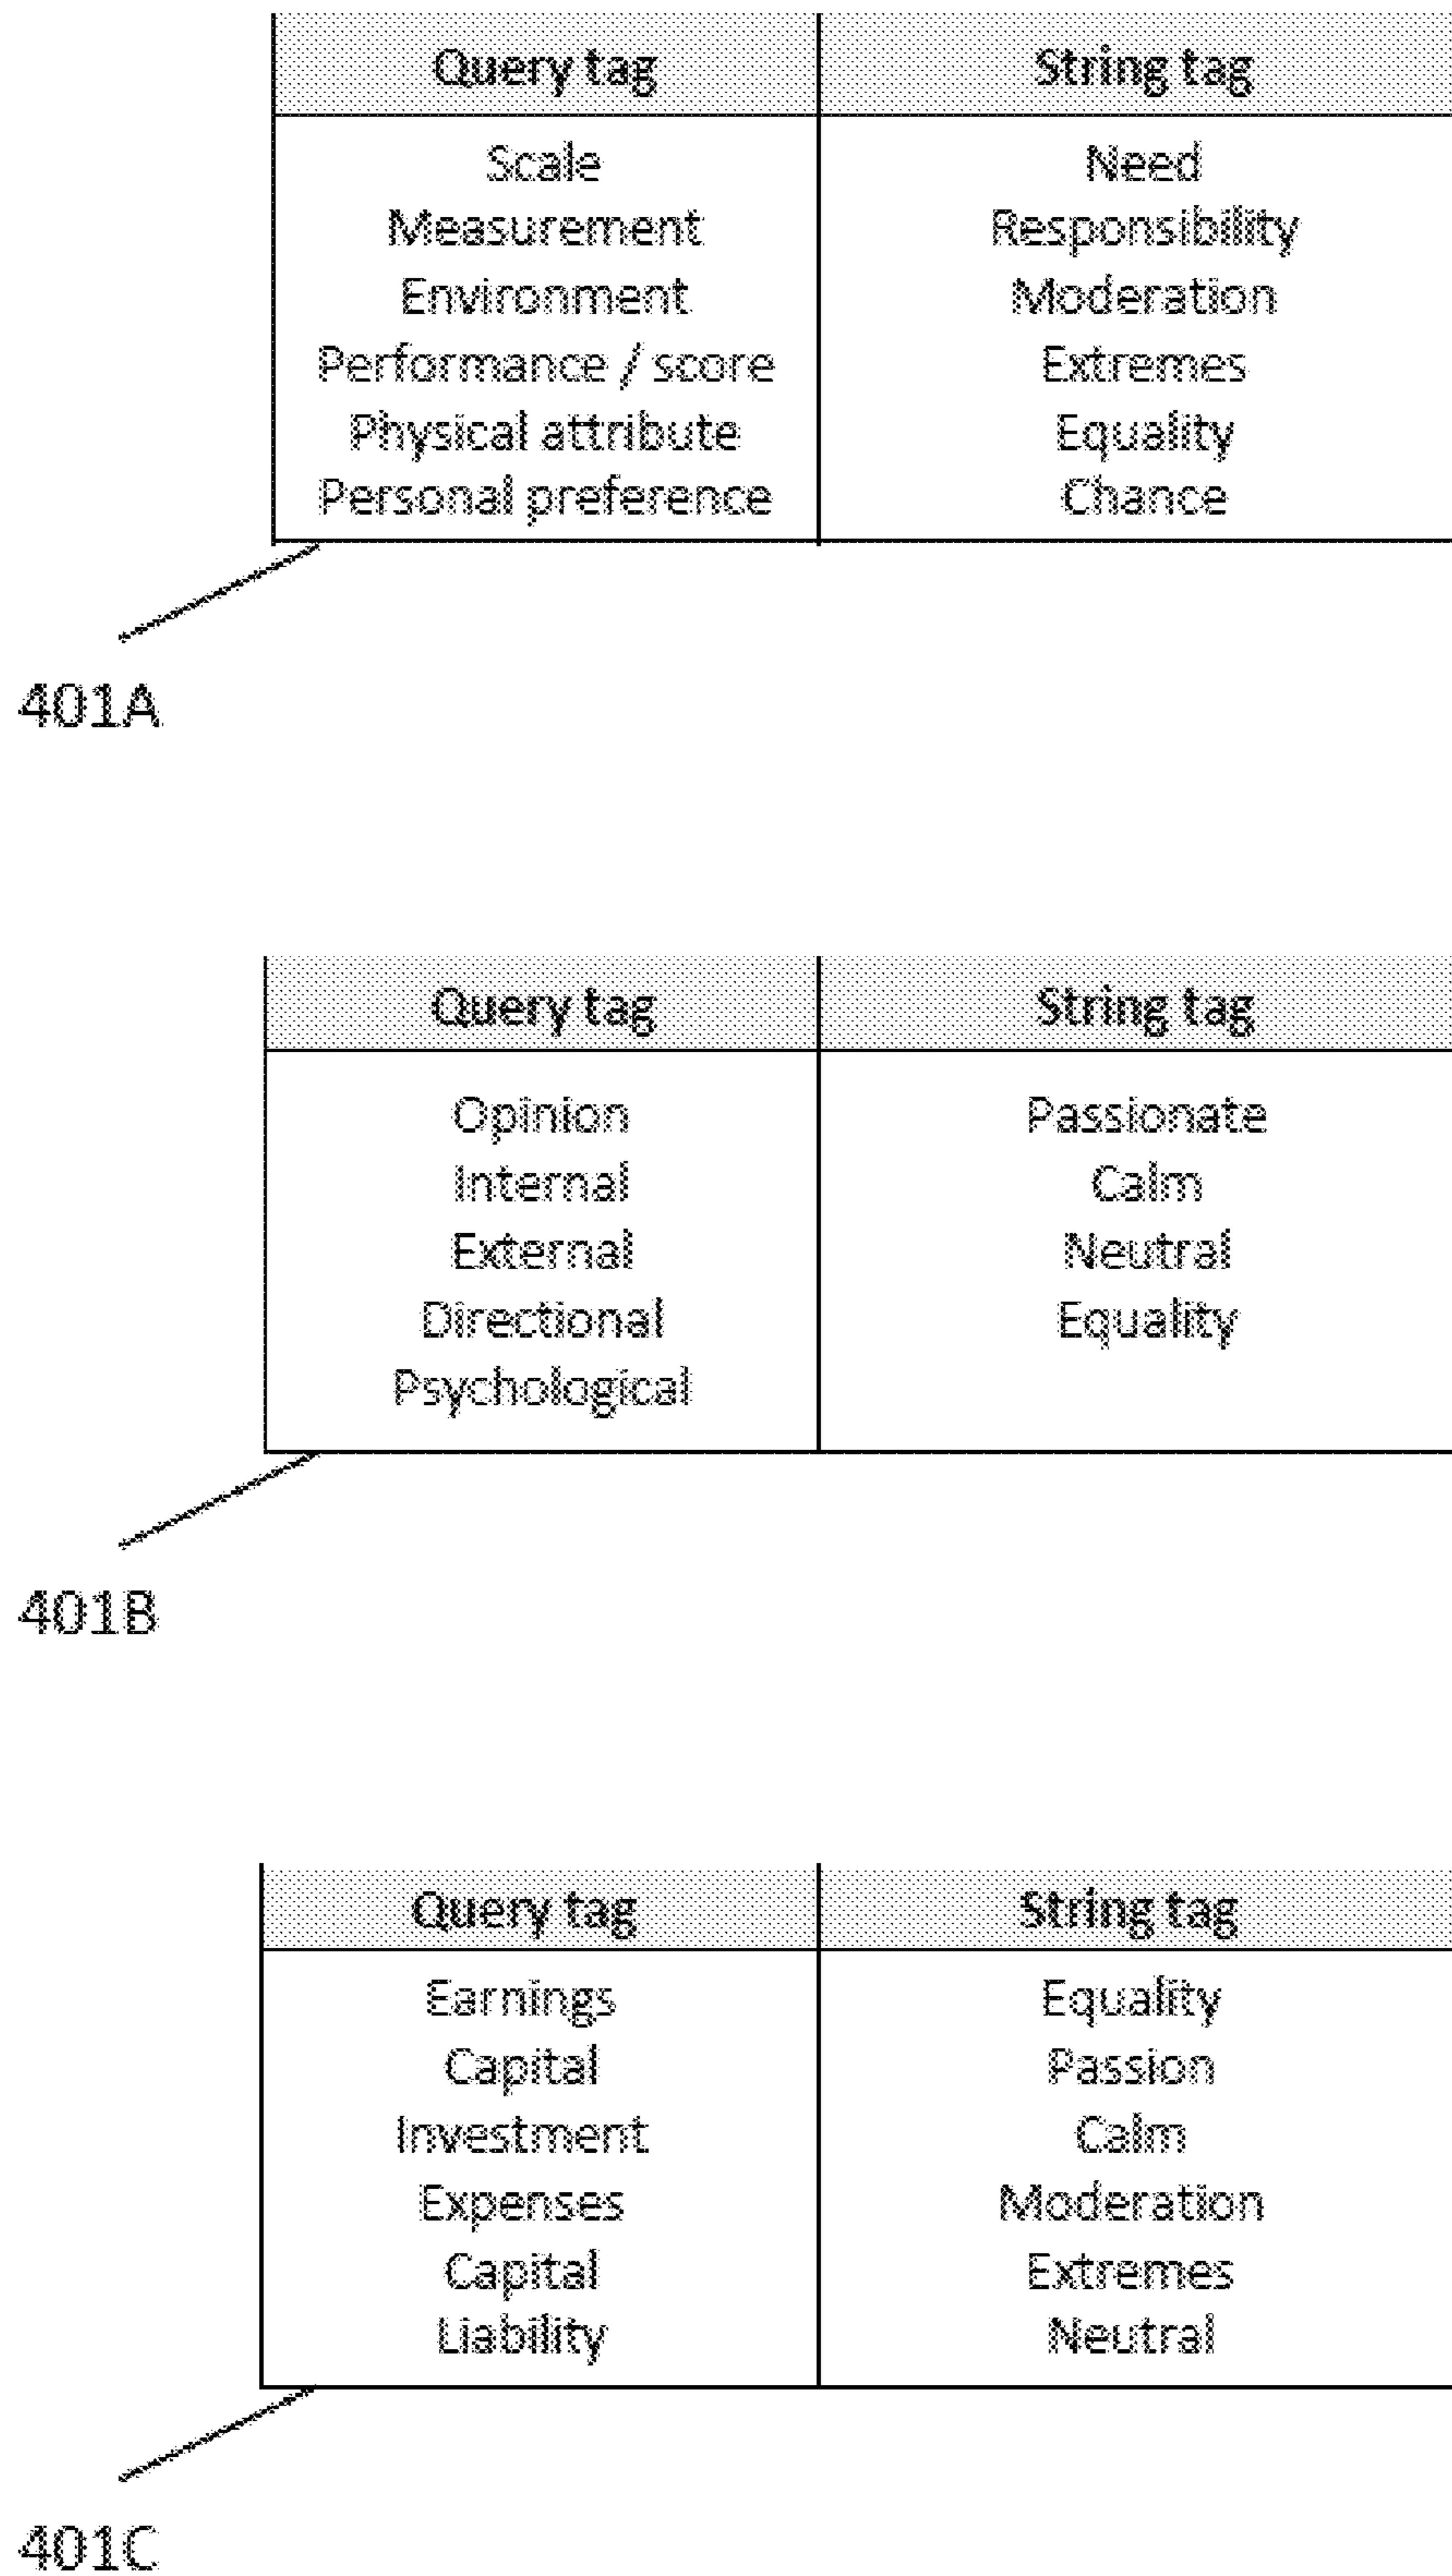 Query tag String tag
Scale Need
Measurement Responsibility
Environment Moderation
Performance / score Extremes
Physical attribute Equality
Personal preference Chance
401A
Query tag String tag
Opinion Passionate
Internal Calm
External Neutral
Directional Equality
Psychological
401B
Query tag String tag
Earnings Equality
Capital Passion
Investment Calm
Expenses Moderation
Capital Extremes
Liability Neutral
401C